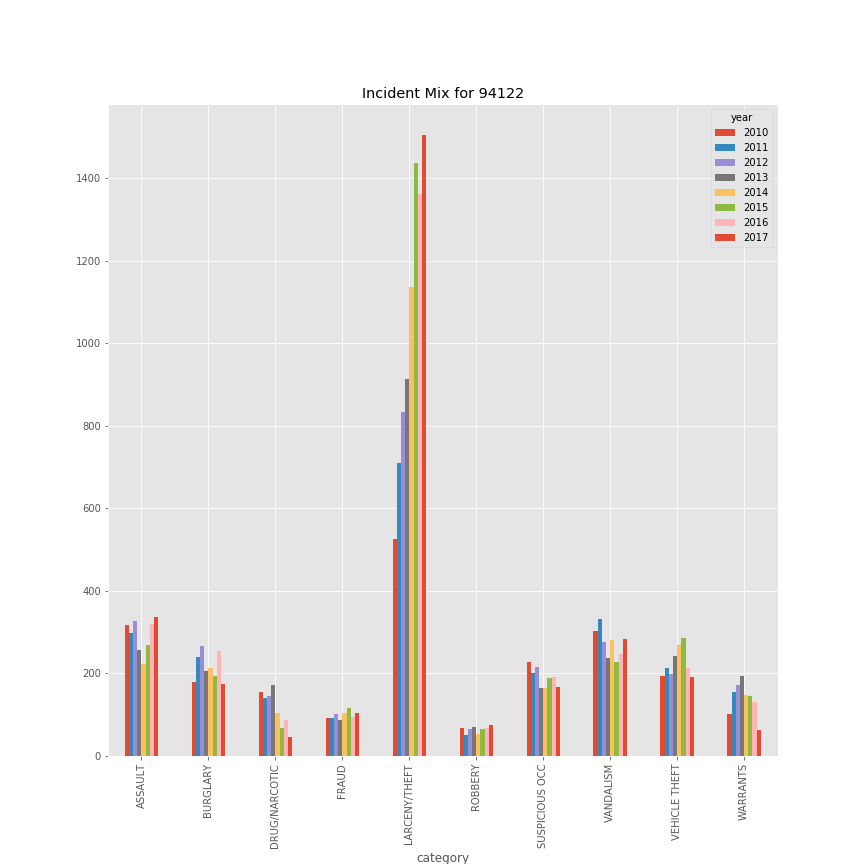 Incident Mix for 94122
year
2010
2011
2012
2013
2014
2015
2016
2017
1400
1200
1000
800
600
400
200
0
ASSAULT
BURGLARY
DRUG/NARCOTIC
FRAUD
LARCENY/THEFT
ROBBERY
SUSPICIOUS OCC
VANDALISM
VEHICLE THEFT
WARRANTS
category